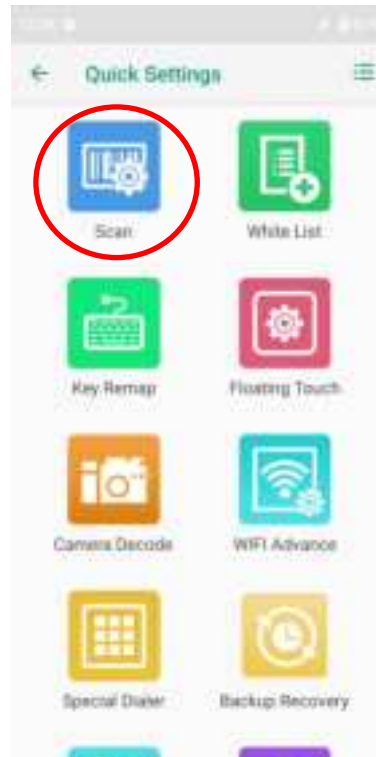 Quick Settings
Scan
White List
Key Remap
Floating Touch
Camera Decode
WIFI Advance
Special Dialer
Backup Recovery